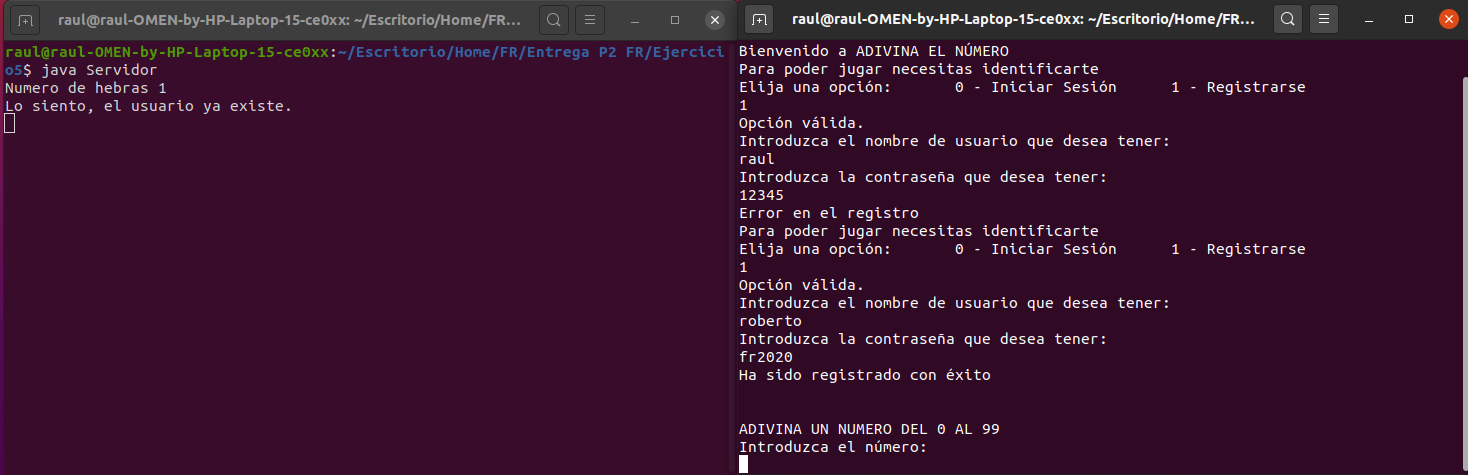 raul@raul-OMEN-by-HP-Laptop-15-ce0xx: ~/Escritorio/Home/FR...
raul@raul-OMEN-by-HP-Laptop-15-ce0xx:~/Escritorio/Home/FR/Entrega P2 FR/Ejercici
o5$ java Servidor
Numero de hebras 1
Lo siento, el usuario ya existe.
raul@raul-OMEN-by-HP-Laptop-15-ce0xx: ~/Escritorio/Home/FR...
Bienvenido a ADIVINA EL NÚMERO
Para poder jugar necesitas identificarte
Elija una opción:       0 - Iniciar Sesión      1 - Registrarse
1
Opción válida.
Introduzca el nombre de usuario que desea tener:
raul
Introduzca la contraseña que desea tener:
12345
Error en el registro
Para poder jugar necesitas identificarte
Elija una opción:       0 - Iniciar Sesión      1 - Registrarse
1
Opción válida.
Introduzca el nombre de usuario que desea tener:
roberto
Introduzca la contraseña que desea tener:
fr2020
Ha sido registrado con éxito
ADIVINA UN NUMERO DEL 0 AL 99
Introduzca el número: